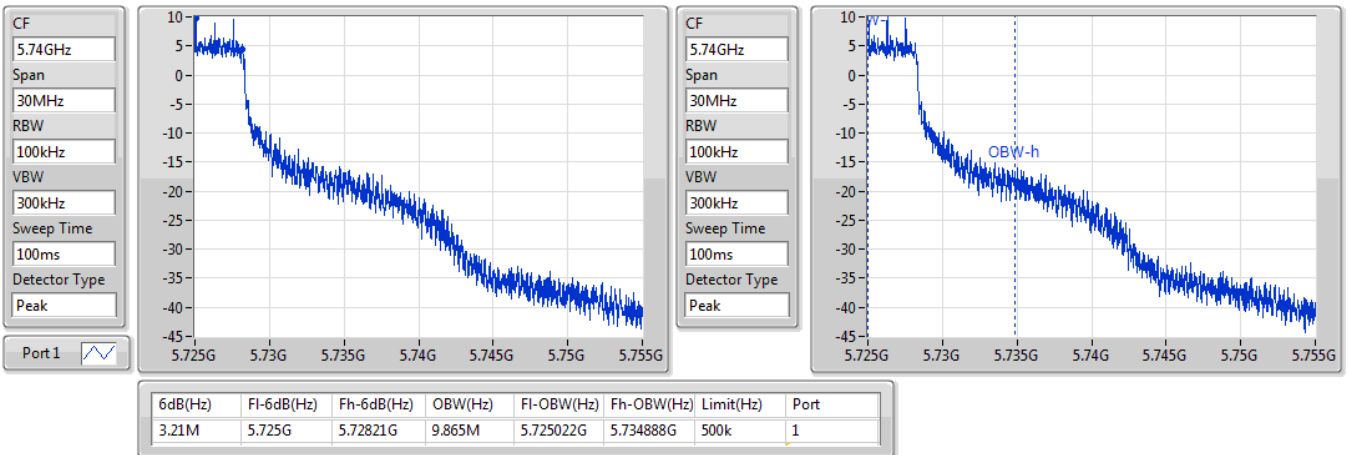 CF
5.74GHz
Span
30MHz
RBW
100kHz
VBW
300kHz
Sweep Time
100ms
Detector Type
Peak
Port 1
10
5
0
-5
-10
-15
-20
-25
-30
-35
-40
-45
5.725G 5.73G 5.735G 5.74G 5.745G 5.75G 5.755G
CF
5.74GHz
Span
30MHz
RBW
100kHz
VBW
300kHz
Sweep Time
100ms
Detector Type
Peak
10
5
0
-5
-10
-15
-20
-25
-30
-35
-40
-45
OBW-h
5.725G 5.73G 5.735G 5.74G 5.745G 5.75G 5.755G
6dB(Hz) Fl-6dB(Hz) Fh-6dB(Hz) OBW(Hz) Fl-OBW(Hz) Fh-OBW(Hz) Limit(Hz) Port
3.21M 5.725G 5.72821G 9.865M 5.725022G 5.734888G 500k 1